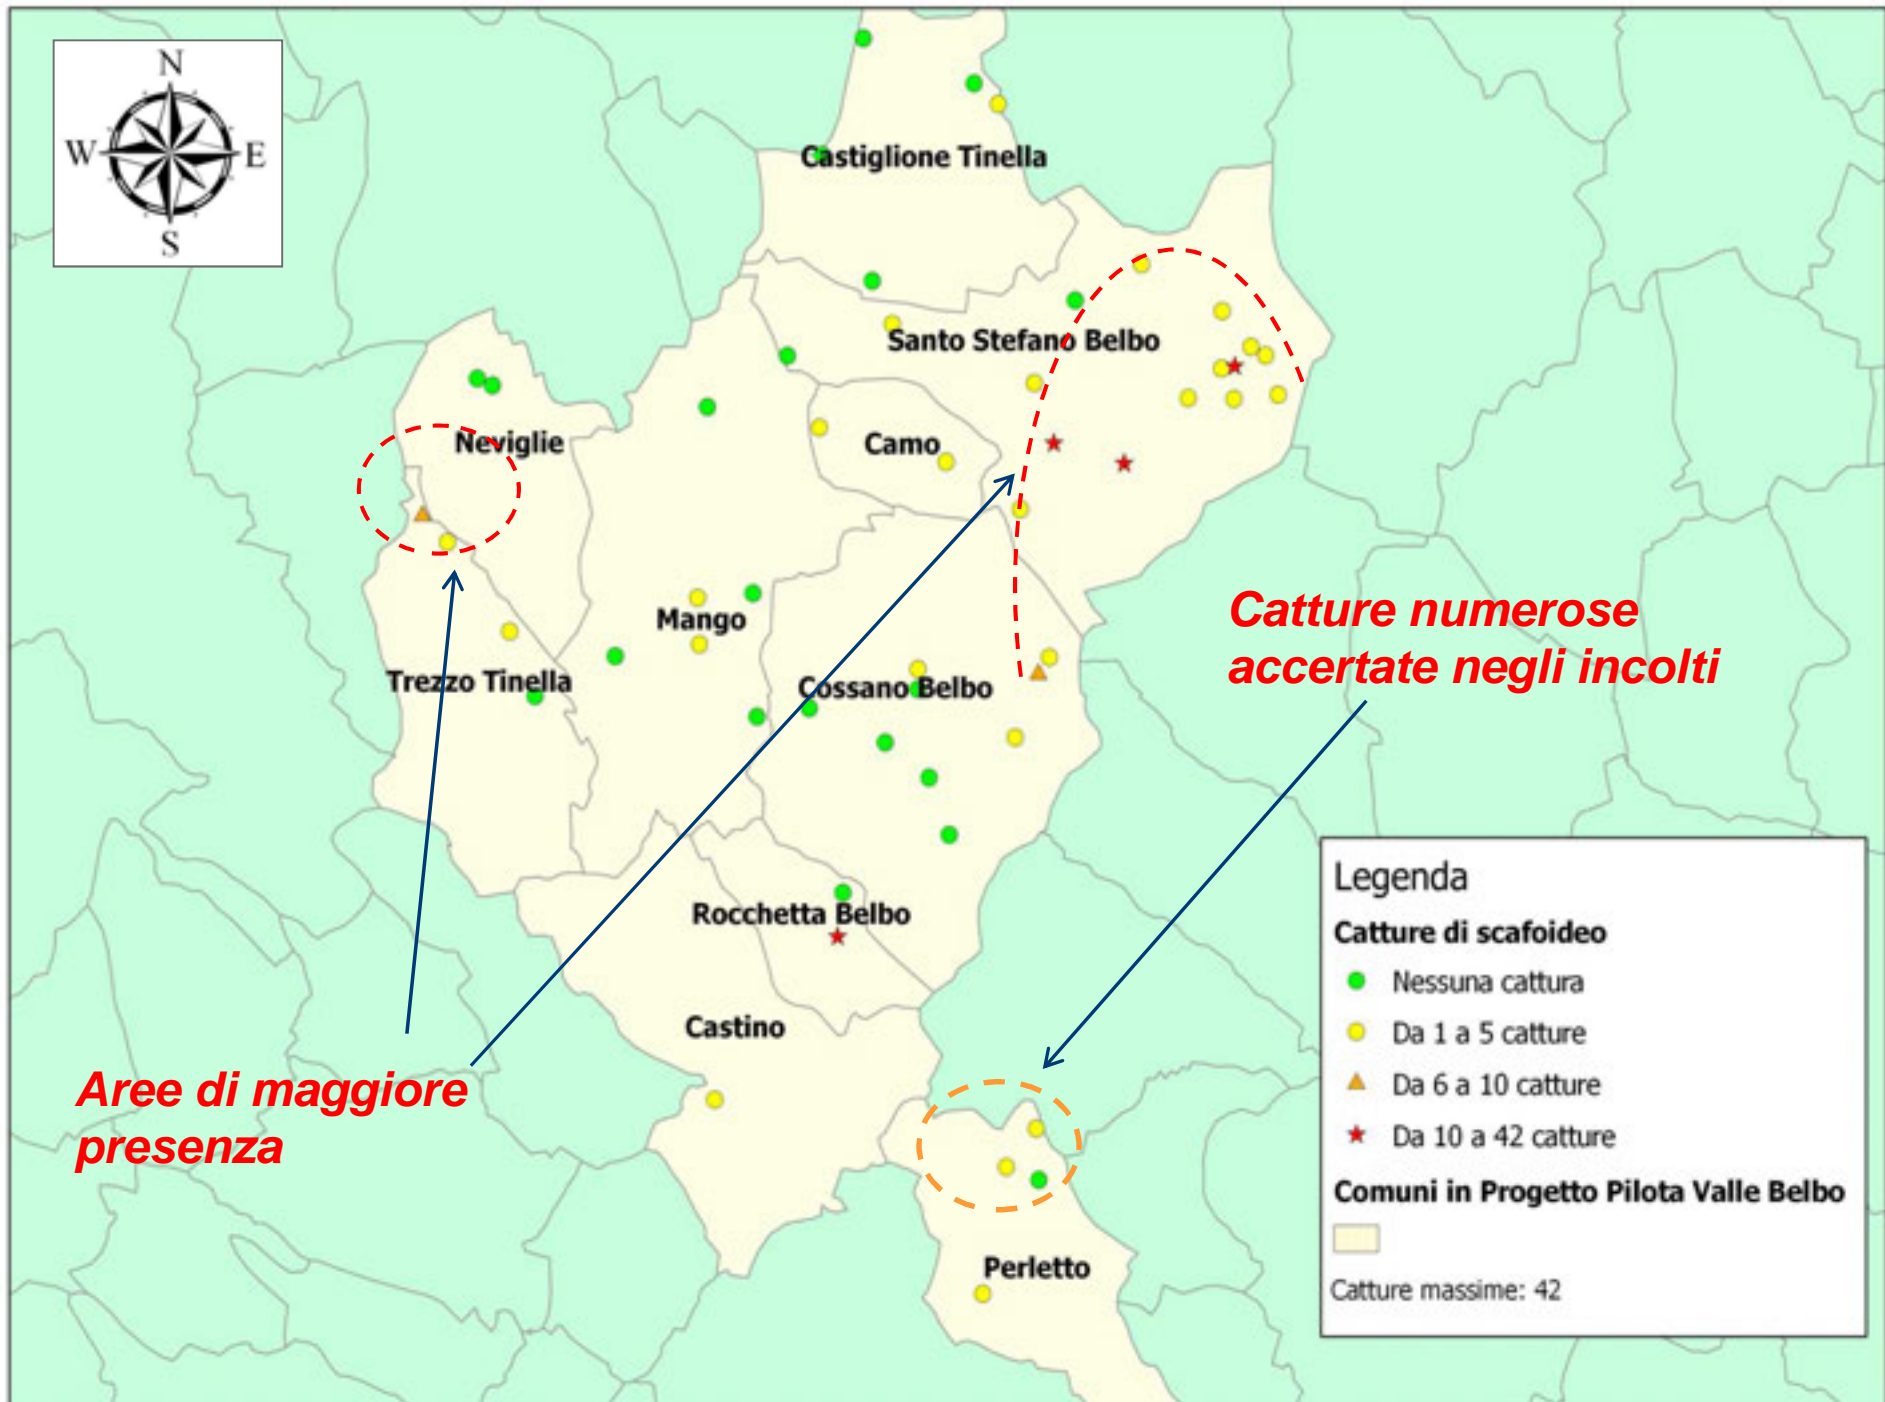 N
W
E
S
Castiglione Tinella
Santo Stefano Belbo
Neviglie
Camo
Mango
Trezzo Tinella
Cossano Belbo
Catture numerose
accertate negli incolti
Rocchetta Belbo
Castino
Aree di maggiore
presenza
Perletto
Legenda
Catture di scafoideo
Nessuna cattura
Da 1 a 5 catture
Da 6 a 10 catture
Da 10 a 42 catture
Comuni in Progetto Pilota Valle Belbo
Catture massime: 42